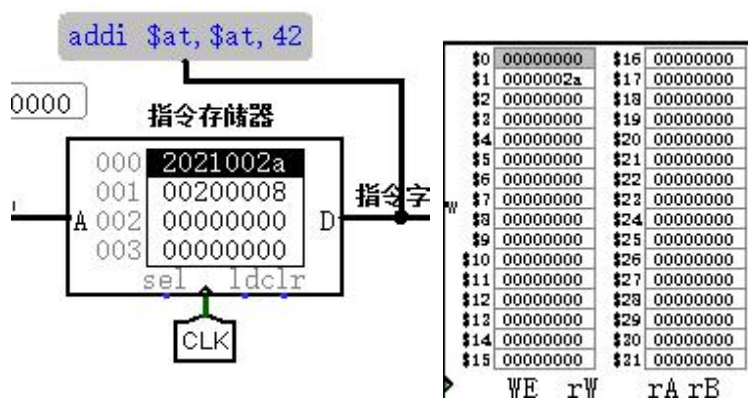 addi $at,$at,42
0000
指令存储器
000 2021002a
001 00200008
A 002 00000000 D
003 00000000
sel ldclr
CLK
指令字
W
$0 00000000 $16 00000000
$1 0000002a $17 00000000
$2 00000000 $18 00000000
$3 00000000 $19 00000000
$4 00000000 $20 00000000
$5 00000000 $21 00000000
$6 00000000 $22 00000000
$7 00000000 $23 00000000
$8 00000000 $24 00000000
$9 00000000 $25 00000000
$10 00000000 $26 00000000
$11 00000000 $27 00000000
$12 00000000 $28 00000000
$13 00000000 $29 00000000
$14 00000000 $30 00000000
$15 00000000 $31 00000000
WE rW rA rB